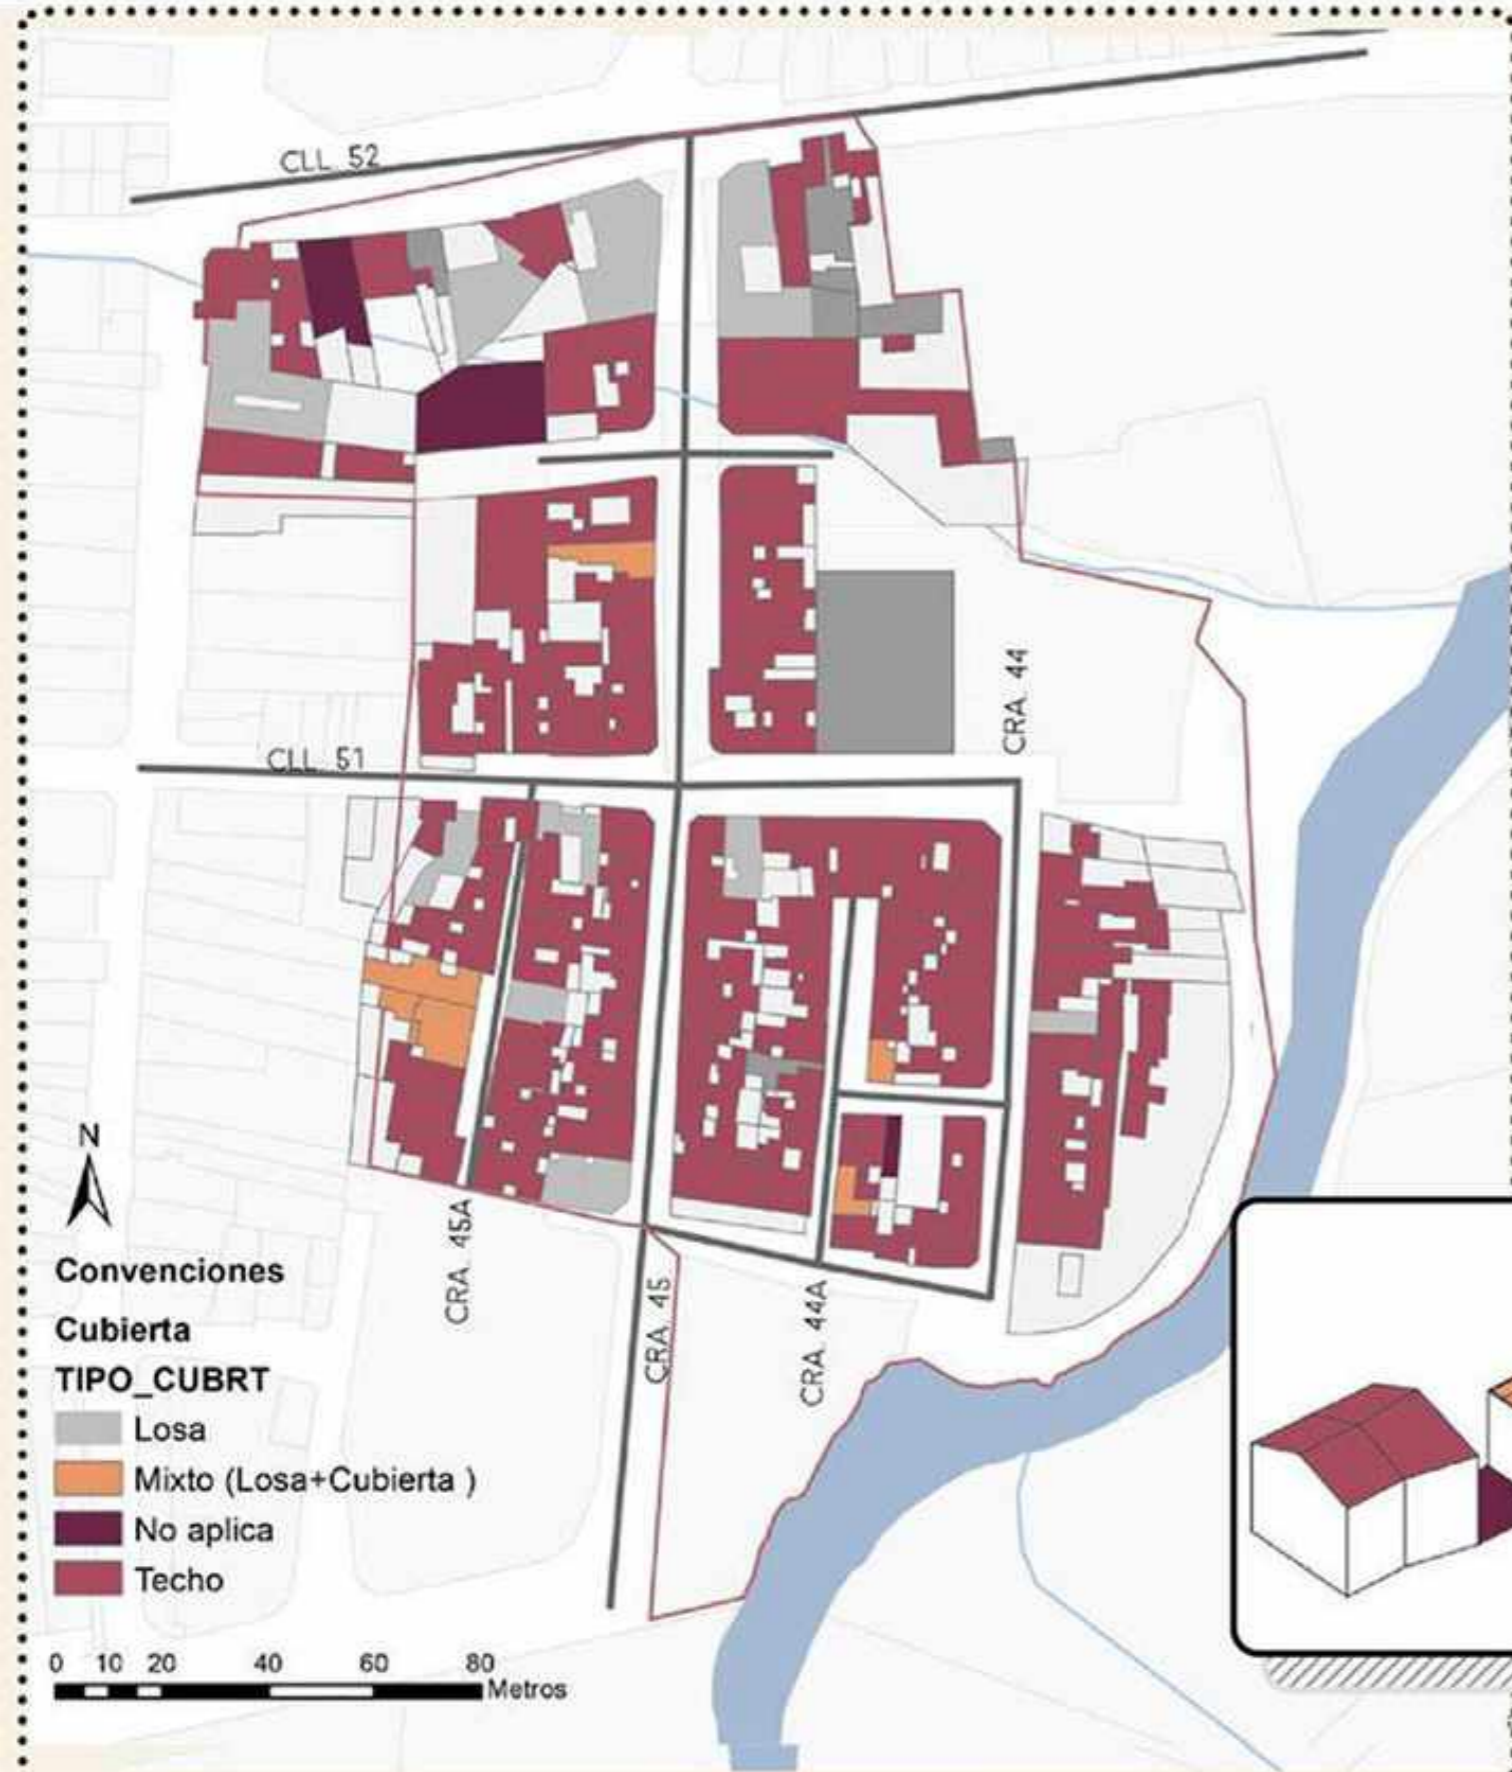 CLL. 52
CRA. 44
CLL. 51
N
CRA. 45A
CRA. 45
CRA. 44A
Convenciones
Cubierta
TIPO_CUBRT
Losa
Mixto (Losa+Cubierta )
No aplica
Techo
0 10 20 40 60 80
Metros